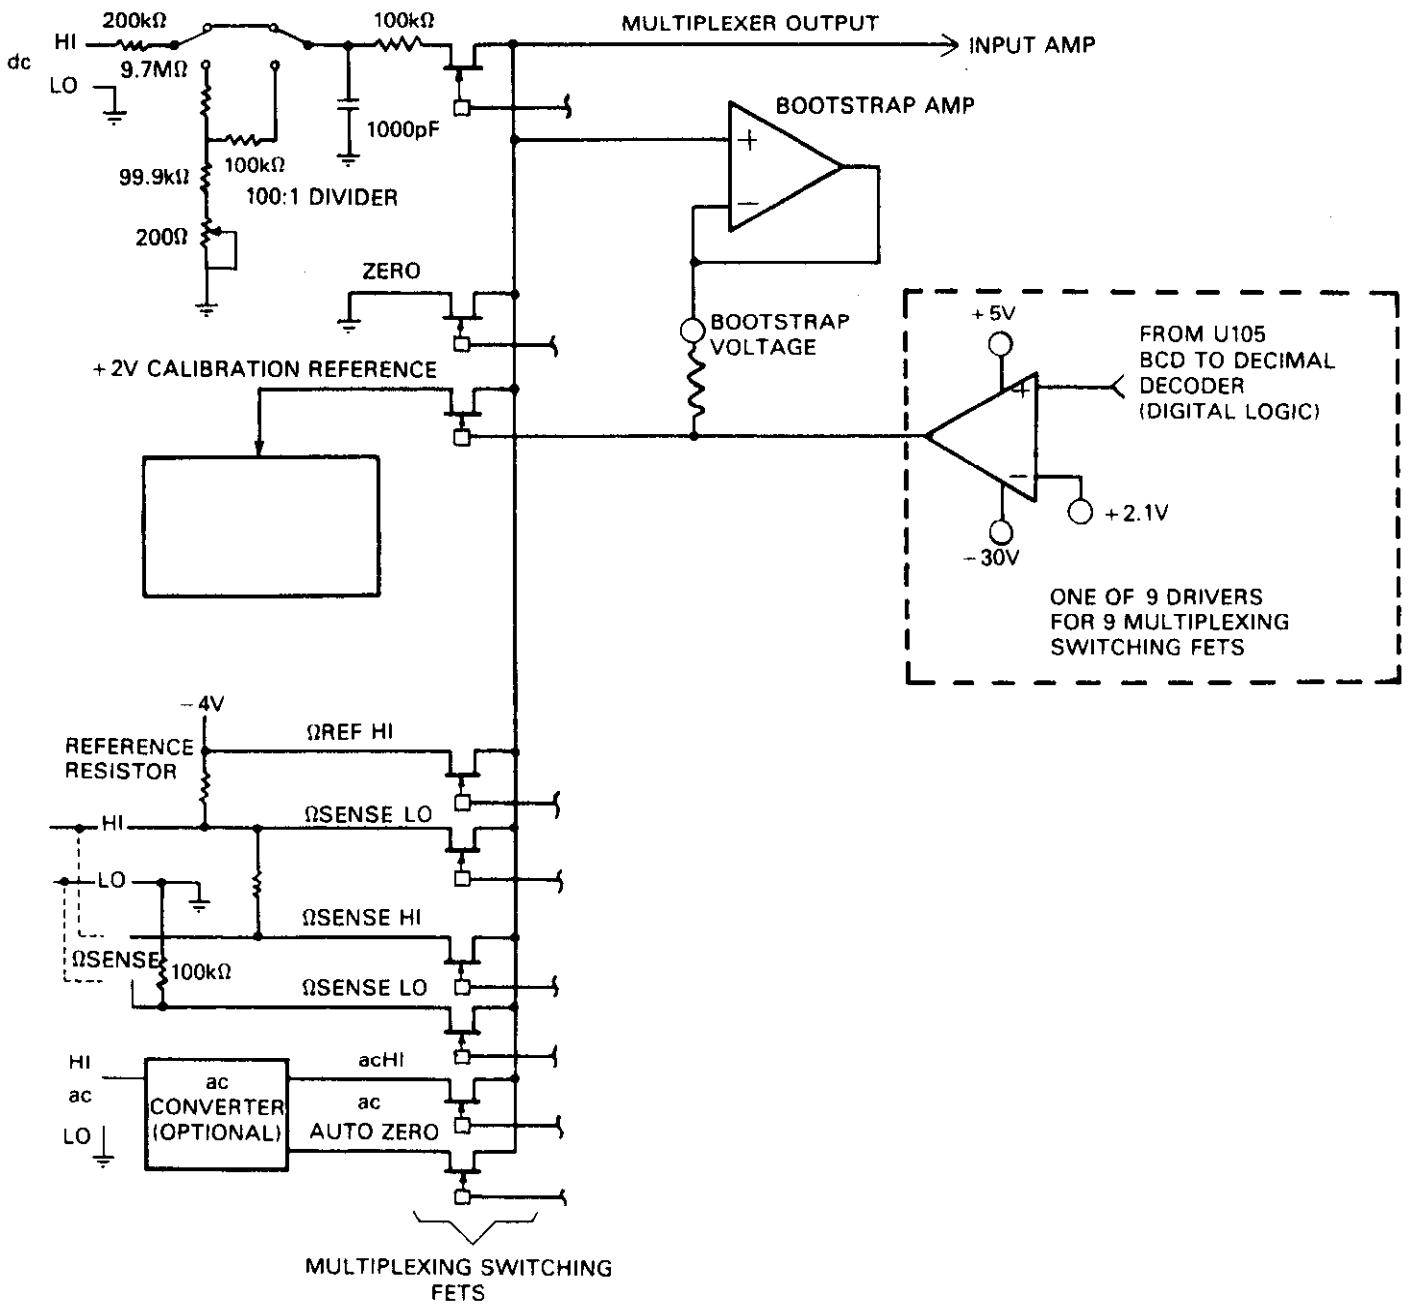 200kΩ
100kΩ
MULTIPLEXER OUTPUT
HI
INPUT AMP
dc
9.7MΩ
LO
BOOTSTRAP AMP
+
1000pF
100kΩ
99.9kΩ
100:1 DIVIDER
−
200Ω
ZERO
BOOTSTRAP
VOLTAGE
+5V
FROM U105
BCD TO DECIMAL
DECODER
(DIGITAL LOGIC)
+2V CALIBRATION REFERENCE
+
−
+2.1V
−30V
ONE OF 9 DRIVERS
FOR 9 MULTIPLEXING
SWITCHING FETS
−4V
REFERENCE
RESISTOR
ΩREF HI
HI
ΩSENSE LO
LO
ΩSENSE HI
ΩSENSE
100kΩ
ΩSENSE LO
HI
ac
LO
ac
CONVERTER
(OPTIONAL)
acHI
ac
AUTO ZERO
MULTIPLEXING SWITCHING
FETS